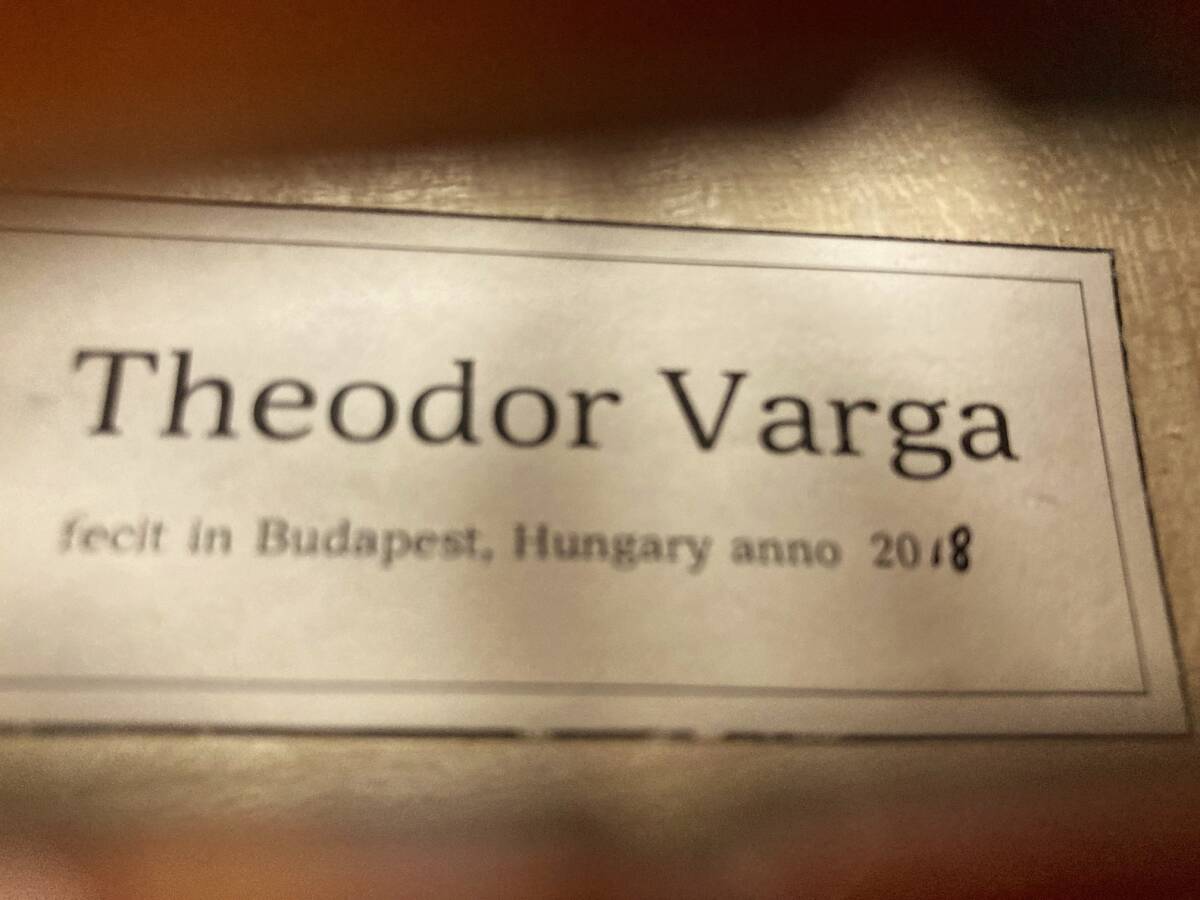 Theodor Varga
fecit in Budapest, Hungary anno 2018